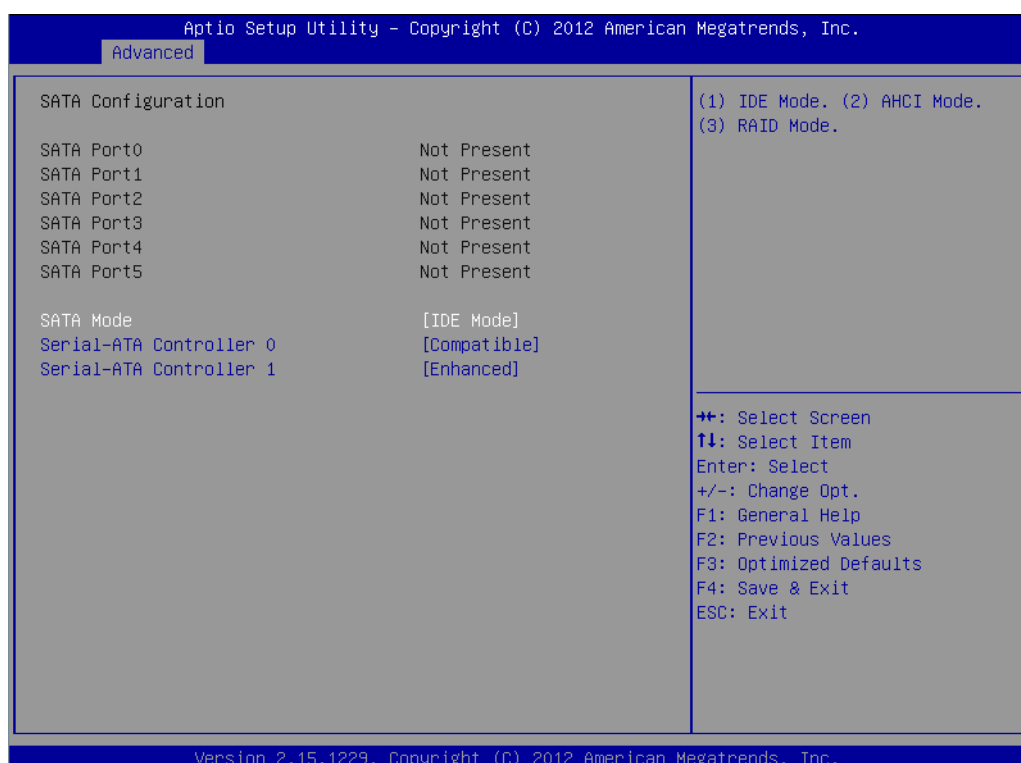 Aptio Setup Utility – Copyright (C) 2012 American Megatrends, Inc.
Advanced
SATA Configuration
SATA Port0 Not Present
SATA Port1 Not Present
SATA Port2 Not Present
SATA Port3 Not Present
SATA Port4 Not Present
SATA Port5 Not Present
SATA Mode [IDE Mode]
Serial-ATA Controller 0 [Compatible]
Serial-ATA Controller 1 [Enhanced]
(1) IDE Mode. (2) AHCI Mode.
(3) RAID Mode.
→←: Select Screen
↑↓: Select Item
Enter: Select
+/-: Change Opt.
F1: General Help
F2: Previous Values
F3: Optimized Defaults
F4: Save & Exit
ESC: Exit
Version 2.15.1229. Copyright (C) 2012 American Megatrends, Inc.